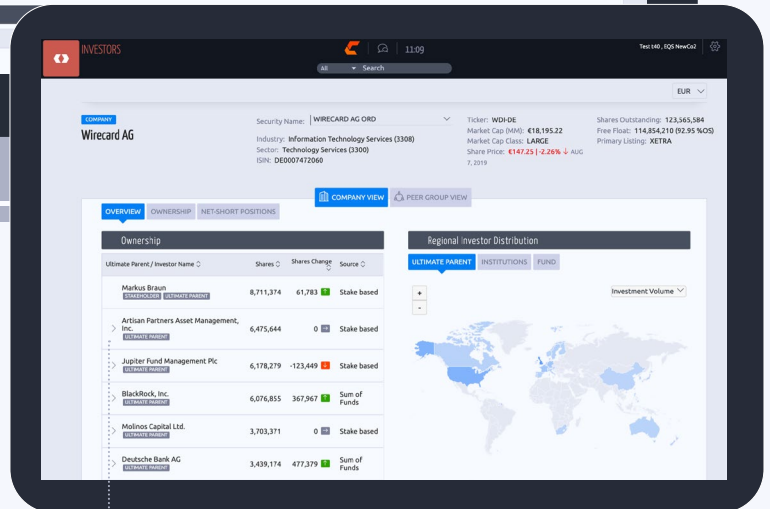 INVESTORS
11:09
Test t40, EQS NewCo2
All
Search
EUR
COMPANY
Wirecard AG
Security Name: WIRECARD AG ORD
Industry: Information Technology Services (3308)
Sector: Technology Services (3300)
ISIN: DE0007472060
Ticker: WDI-DE
Market Cap (MM): €18,195.22
Market Cap Class: LARGE
Share Price: €147.25 | -2.26% ↓ AUG
7, 2019
Shares Outstanding: 123,565,584
Free Float: 114,854,210 (92.95 %OS)
Primary Listing: XETRA
COMPANY VIEW
PEER GROUP VIEW
OVERVIEW
OWNERSHIP
NET-SHORT POSITIONS
Ownership
Ultimate Parent / Investor Name
Shares
Shares Change
Source
Markus Braun
STAKEHOLDER
ULTIMATE PARENT
8,711,374
61,783
Stake based
Artisan Partners Asset Management,
Inc.
ULTIMATE PARENT
6,475,644
0
Stake based
Jupiter Fund Management Plc
ULTIMATE PARENT
6,178,279
-123,449
Stake based
BlackRock, Inc.
ULTIMATE PARENT
6,076,855
367,967
Sum of
Funds
Molinos Capital Ltd.
ULTIMATE PARENT
3,703,371
0
Stake based
Deutsche Bank AG
ULTIMATE PARENT
3,439,174
477,379
Sum of
Funds
Regional Investor Distribution
ULTIMATE PARENT
INSTITUTIONS
FUND
+
-
Investment Volume